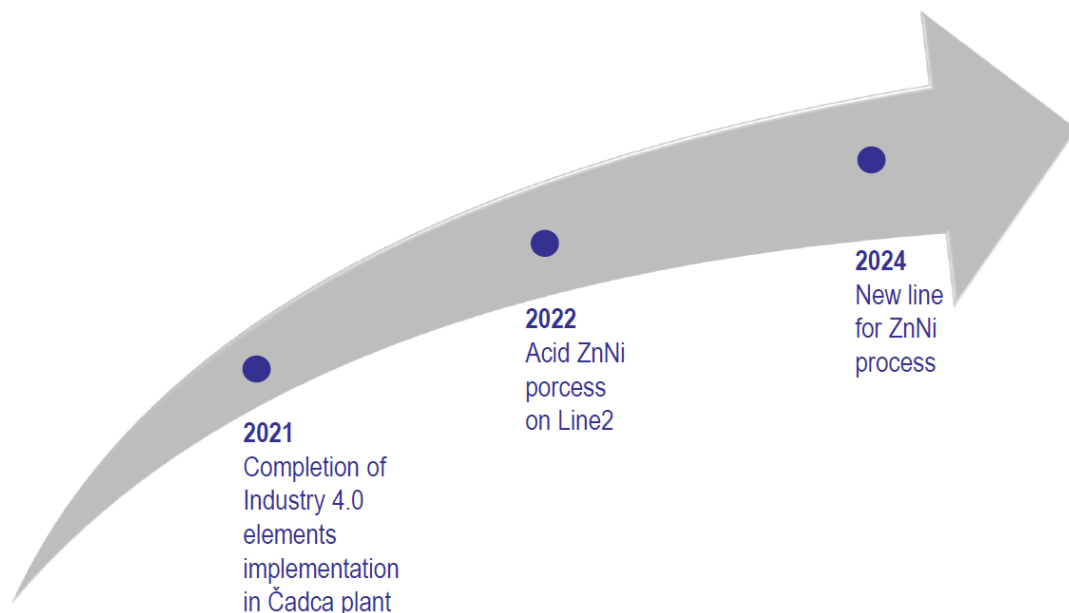 2021
Completion of
Industry 4.0
elements
implementation
in Čadca plant
2022
Acid ZnNi
porcess
on Line2
2024
New line
for ZnNi
process